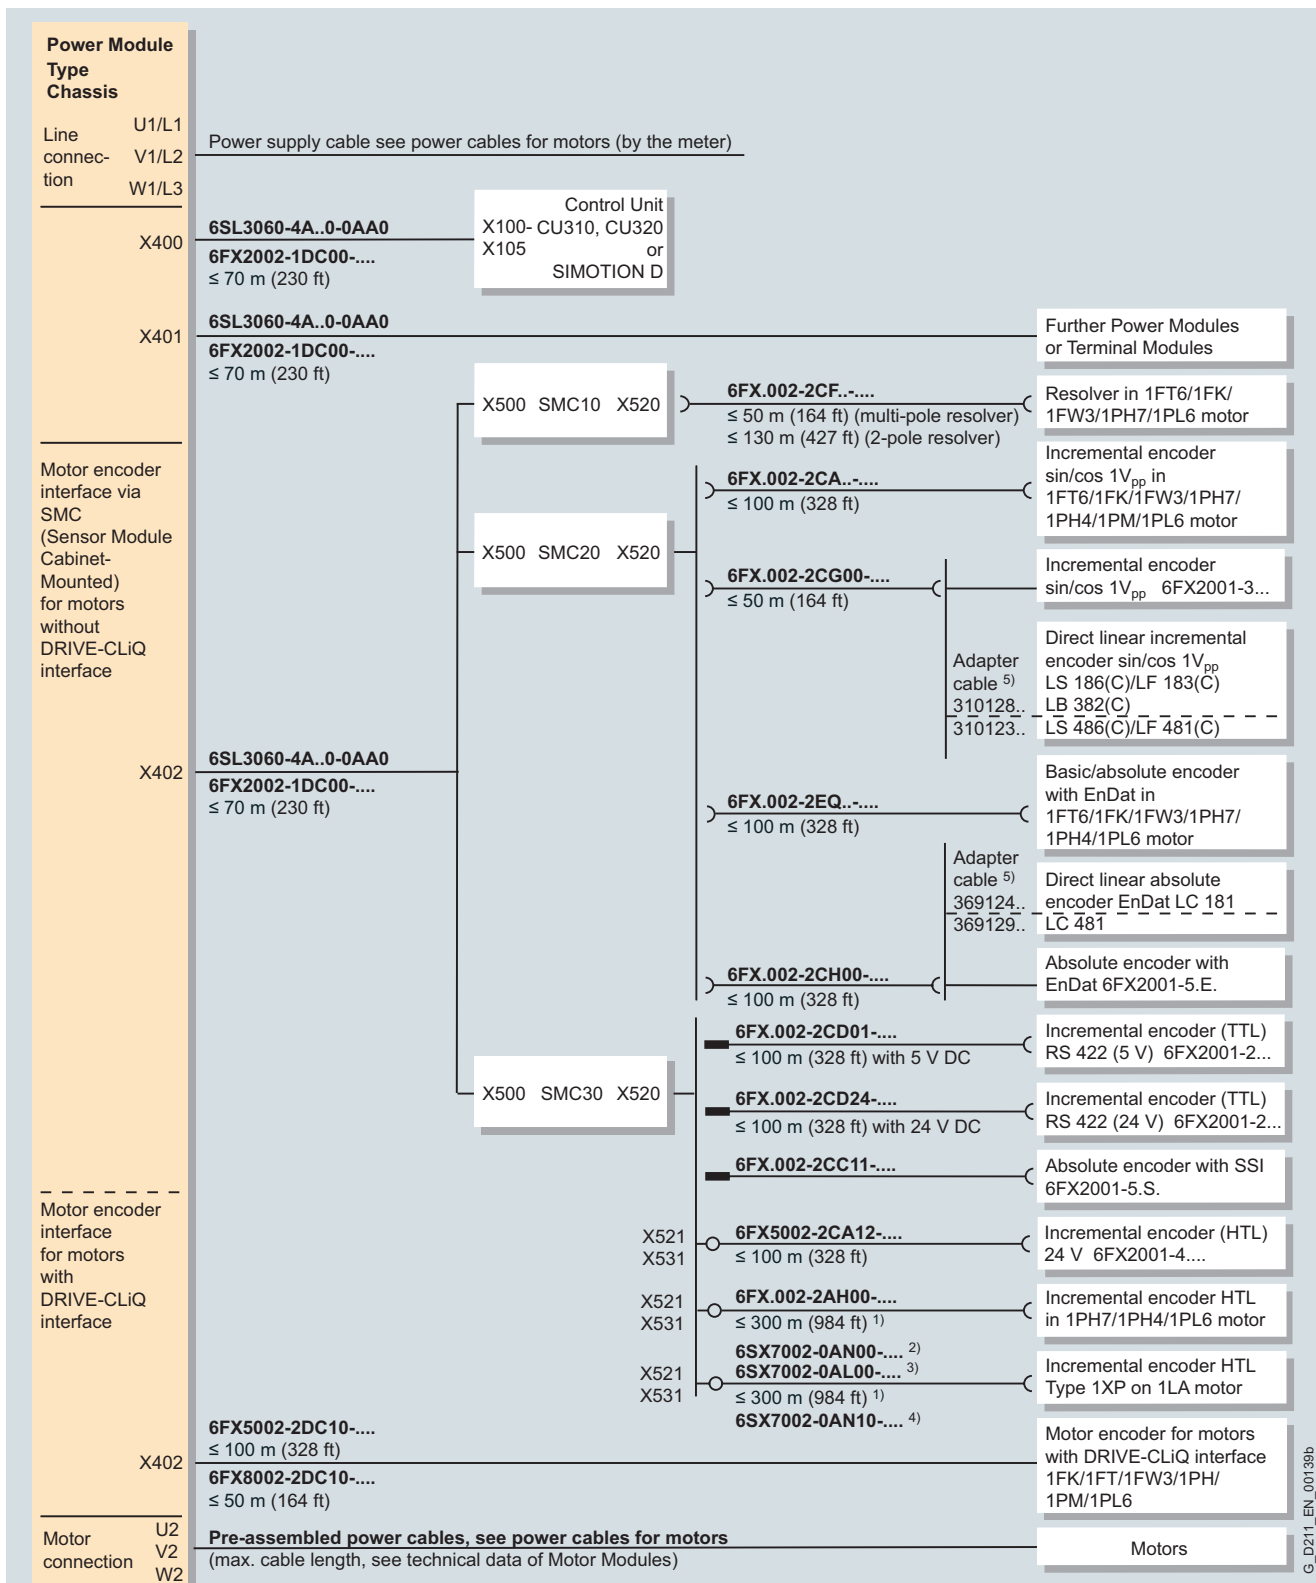 Power Module
Type
Chassis
Line
connec-
tion
U1/L1
V1/L2
W1/L3
Power supply cable see power cables for motors (by the meter)
X400
6SL3060-4A..0-0AA0
6FX2002-1DC00-....
≤ 70 m (230 ft)
Control Unit
X100- CU310, CU320
X105 or
SIMOTION D
X401
6SL3060-4A..0-0AA0
6FX2002-1DC00-....
≤ 70 m (230 ft)
Further Power Modules
or Terminal Modules
Motor encoder
interface via
SMC
(Sensor Module
Cabinet-
Mounted)
for motors
without
DRIVE-CLiQ
interface
X402
6SL3060-4A..0-0AA0
6FX2002-1DC00-....
≤ 70 m (230 ft)
X500 SMC10 X520
6FX.002-2CF..-....
≤ 50 m (164 ft) (multi-pole resolver)
≤ 130 m (427 ft) (2-pole resolver)
Resolver in 1FT6/1FK/
1FW3/1PH7/1PL6 motor
X500 SMC20 X520
6FX.002-2CA..-....
≤ 100 m (328 ft)
Incremental encoder
sin/cos 1Vpp in
1FT6/1FK/1FW3/1PH7/
1PH4/1PM/1PL6 motor
6FX.002-2CG00-....
≤ 50 m (164 ft)
Incremental encoder
sin/cos 1Vpp 6FX2001-3...
Adapter
cable 5)
310128..
310123..
Direct linear incremental
encoder sin/cos 1Vpp
LS 186(C)/LF 183(C)
LB 382(C)
LS 486(C)/LF 481(C)
6FX.002-2EQ..-....
≤ 100 m (328 ft)
Basic/absolute encoder
with EnDat in
1FT6/1FK/1FW3/1PH7/
1PH4/1PL6 motor
Adapter
cable 5)
369124..
369129..
Direct linear absolute
encoder EnDat LC 181
LC 481
6FX.002-2CH00-....
≤ 100 m (328 ft)
Absolute encoder with
EnDat 6FX2001-5.E.
X500 SMC30 X520
6FX.002-2CD01-....
≤ 100 m (328 ft) with 5 V DC
Incremental encoder (TTL)
RS 422 (5 V) 6FX2001-2...
6FX.002-2CD24-....
≤ 100 m (328 ft) with 24 V DC
Incremental encoder (TTL)
RS 422 (24 V) 6FX2001-2...
6FX.002-2CC11-....
Absolute encoder with SSI
6FX2001-5.S.
X521
X531
6FX5002-2CA12-....
≤ 100 m (328 ft)
Incremental encoder (HTL)
24 V 6FX2001-4....
X521
X531
6FX.002-2AH00-....
≤ 300 m (984 ft) 1)
Incremental encoder HTL
in 1PH7/1PH4/1PL6 motor
X521
X531
6SX7002-0AN00-.... 2)
6SX7002-0AL00-.... 3)
≤ 300 m (984 ft) 1)
6SX7002-0AN10-.... 4)
Incremental encoder HTL
Type 1XP on 1LA motor
Motor encoder
interface
for motors
with
DRIVE-CLiQ
interface
X402
6FX5002-2DC10-....
≤ 100 m (328 ft)
6FX8002-2DC10-....
≤ 50 m (164 ft)
Motor encoder for motors
with DRIVE-CLiQ interface
1FK/1FT/1FW3/1PH/
1PM/1PL6
Motor
connection
U2
V2
W2
Pre-assembled power cables, see power cables for motors
(max. cable length, see technical data of Motor Modules)
Motors
G_D211_EN_00139b